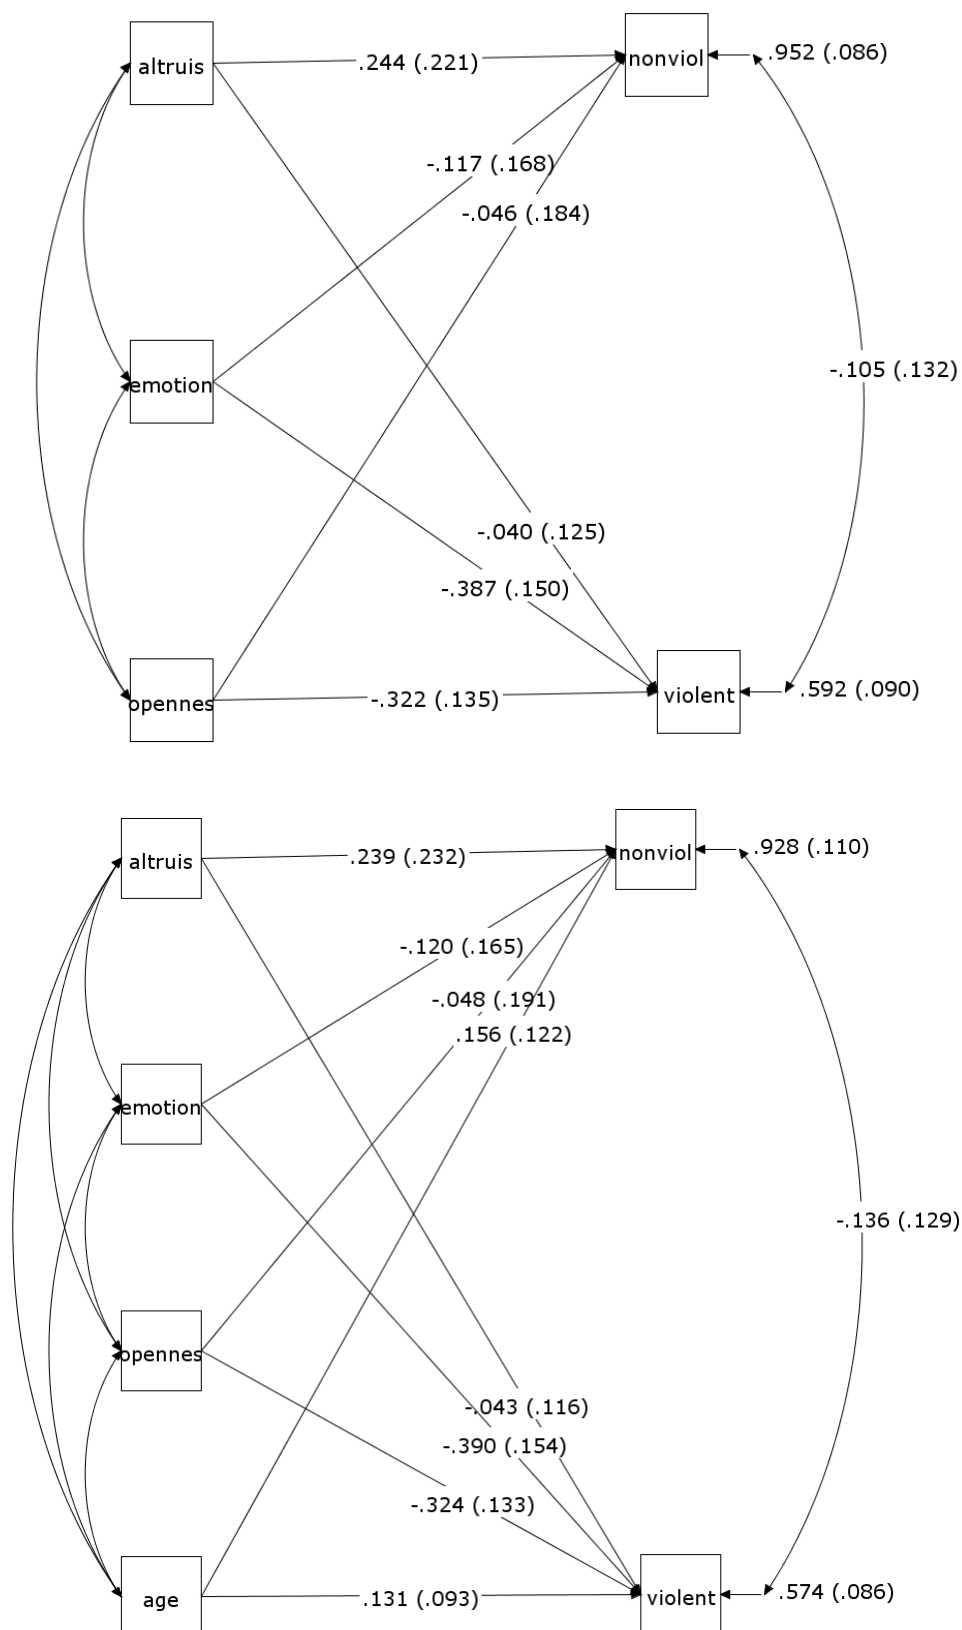 altruis
nonviol
.952 (.086)
.244 (.221)
-.117 (.168)
-.046 (.184)
emotion
-.105 (.132)
-.040 (.125)
-.387 (.150)
opennes
-.322 (.135)
violent
.592 (.090)
altruis
nonviol
.928 (.110)
.239 (.232)
-.120 (.165)
-.048 (.191)
.156 (.122)
emotion
-.136 (.129)
opennes
-.043 (.116)
-.390 (.154)
-.324 (.133)
age
.131 (.093)
violent
.574 (.086)